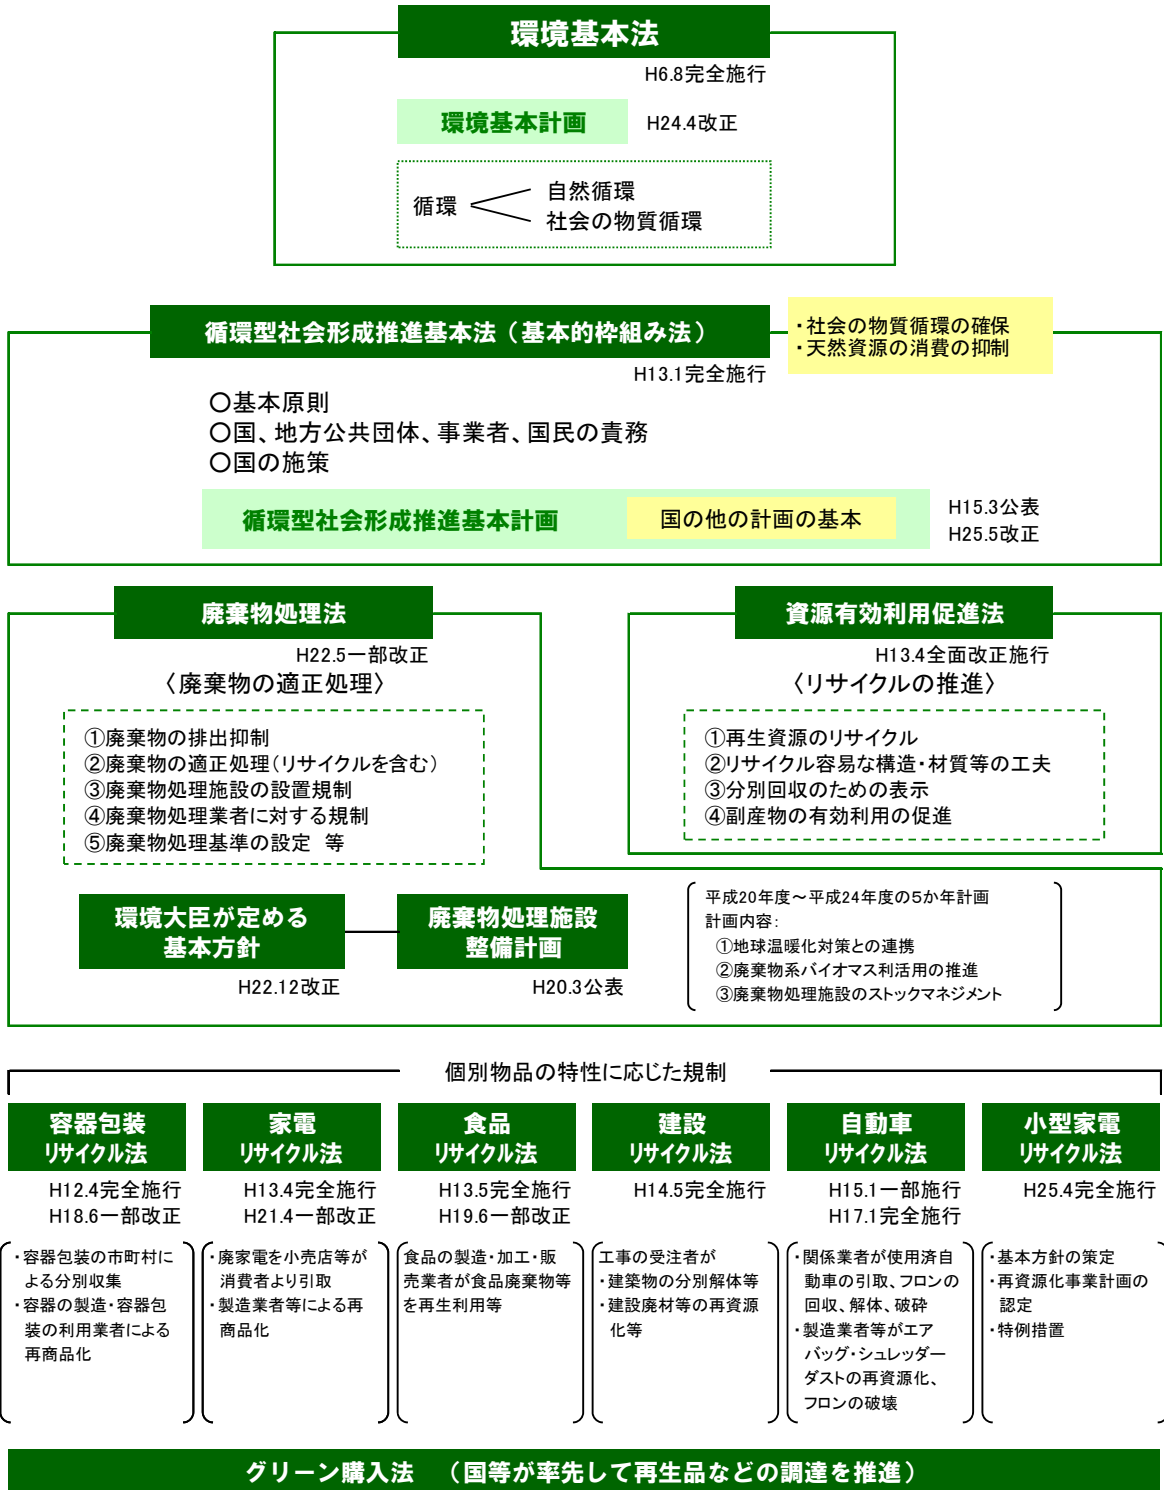 環境基本法
H6.8完全施行
環境基本計画
H24.4改正
循環
自然循環
社会の物質循環
循環型社会形成推進基本法（基本的枠組み法）
・社会の物質循環の確保
・天然資源の消費の抑制
H13.1完全施行
〇基本原則
〇国、地方公共団体、事業者、国民の責務
〇国の施策
循環型社会形成推進基本計画
国の他の計画の基本
H15.3公表
H25.5改正
廃棄物処理法
H22.5一部改正
〈廃棄物の適正処理〉
①廃棄物の排出抑制
②廃棄物の適正処理（リサイクルを含む）
③廃棄物処理施設の設置規制
④廃棄物処理業者に対する規制
⑤廃棄物処理基準の設定　等
資源有効利用促進法
H13.4全面改正施行
〈リサイクルの推進〉
①再生資源のリサイクル
②リサイクル容易な構造・材質等の工夫
③分別回収のための表示
④副産物の有効利用の促進
環境大臣が定める
基本方針
H22.12改正
廃棄物処理施設
整備計画
H20.3公表
平成20年度～平成24年度の5か年計画
計画内容：
①地球温暖化対策との連携
②廃棄物系バイオマス利活用の推進
③廃棄物処理施設のストックマネジメント
個別物品の特性に応じた規制
容器包装
リサイクル法
H12.4完全施行
H18.6一部改正
・容器包装の市町村に
よる分別収集
・容器の製造・容器包
装の利用業者による
再商品化
家電
リサイクル法
H13.4完全施行
H21.4一部改正
・廃家電を小売店等が
消費者より引取
・製造業者等による再
商品化
食品
リサイクル法
H13.5完全施行
H19.6一部改正
食品の製造・加工・販
売業者が食品廃棄物等
を再生利用等
建設
リサイクル法
H14.5完全施行
工事の受注者が
・建築物の分別解体等
・建設廃材等の再資源
化等
自動車
リサイクル法
H15.1一部施行
H17.1完全施行
・関係業者が使用済自
動車の引取、フロンの
回収、解体、破砕
・製造業者等がエア
バッグ・シュレッダー
ダストの再資源化、
フロンの破壊
小型家電
リサイクル法
H25.4完全施行
・基本方針の策定
・再資源化事業計画の
認定
・特例措置
グリーン購入法　（国等が率先して再生品などの調達を推進）